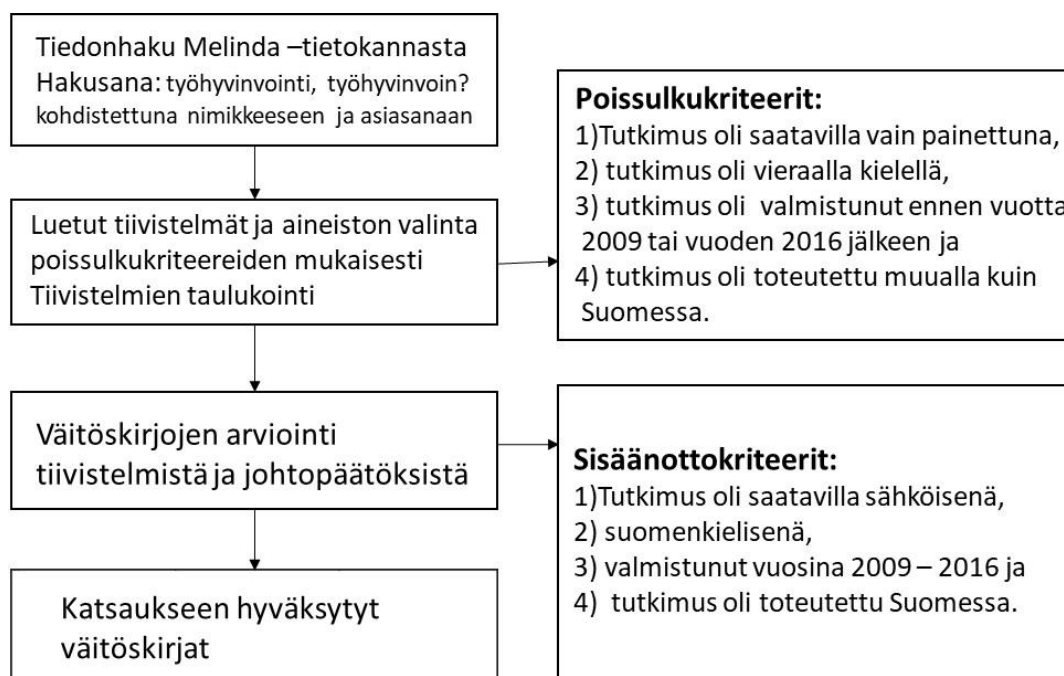 Tiedonhaku Melinda –tietokannasta
Hakusana: työhyvinvointi, työhyvinvoin?
kohdistettuna nimikkeeseen ja asiasanaan
Poissulkukriteerit:
1)Tutkimus oli saatavilla vain painettuna,
2) tutkimus oli vieraalla kielellä,
3) tutkimus oli valmistunut ennen vuotta
2009 tai vuoden 2016 jälkeen ja
4) tutkimus oli toteutettu muualla kuin
Suomessa.
Luetut tiivistelmät ja aineiston valinta
poissulkukriteereiden mukaisesti
Tiivistelmien taulukointi
Väitöskirjojen arviointi
tiivistelmistä ja johtopäätöksistä
Sisäänottokriteerit:
1)Tutkimus oli saatavilla sähköisenä,
2) suomenkielisenä,
3) valmistunut vuosina 2009 – 2016 ja
4) tutkimus oli toteutettu Suomessa.
Katsaukseen hyväksytyt
väitöskirjat